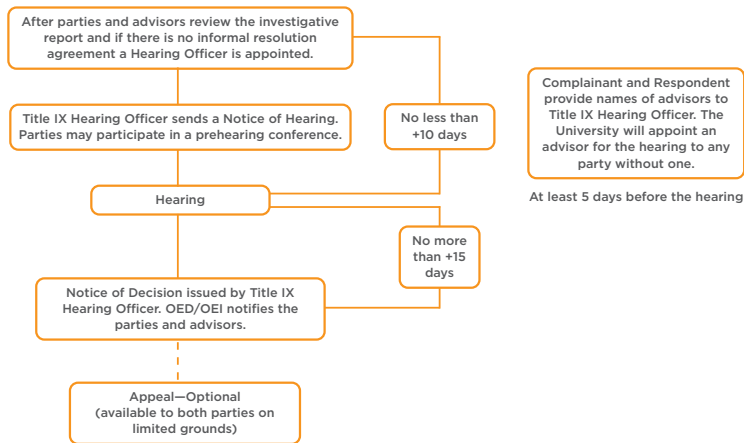 After parties and advisors review the investigative
report and if there is no informal resolution
agreement a Hearing Officer is appointed.
Title IX Hearing Officer sends a Notice of Hearing.
Parties may participate in a prehearing conference.
No less than
+10 days
Complainant and Respondent
provide names of advisors to
Title IX Hearing Officer. The
University will appoint an
advisor for the hearing to any
party without one.
At least 5 days before the hearing
Hearing
No more
than +15
days
Notice of Decision issued by Title IX
Hearing Officer. OED/OEI notifies the
parties and advisors.
Appeal—Optional
(available to both parties on
limited grounds)